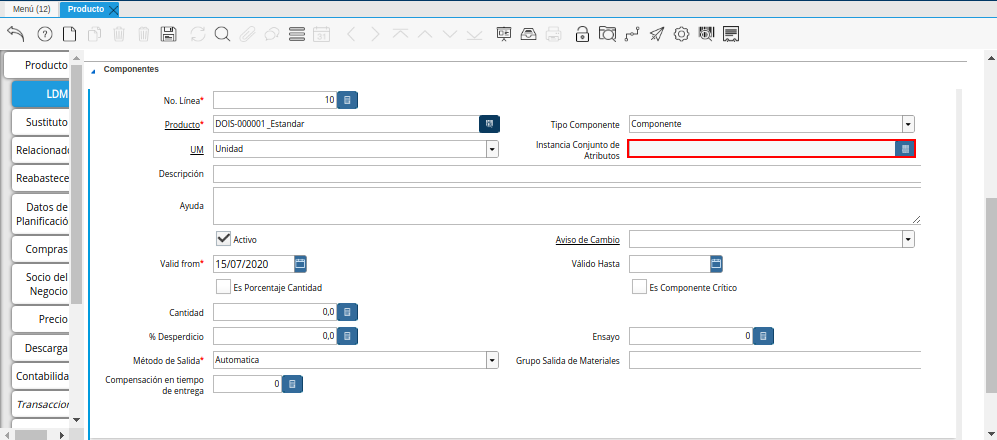 Menú (12)
Producto
Producto
LDM
Sustituto
Relacionado
Reabastece
Datos de
Planificació
Compras
Socio del
Negocio
Precio
Descarga
Contabilida
Transaccion
Componentes
No. Línea* 10
Producto* DOIS-000001_Estandar
Tipo Componente Componente
UM Unidad
Instancia Conjunto de
Atributos
Descripción
Ayuda
Activo
Aviso de Cambio
Valid from* 15/07/2020
Válido Hasta
Es Porcentaje Cantidad
Es Componente Crítico
Cantidad 0,0
% Desperdicio 0,0
Ensayo 0
Método de Salida* Automatica
Grupo Salida de Materiales
Compensación en tiempo
de entrega 0